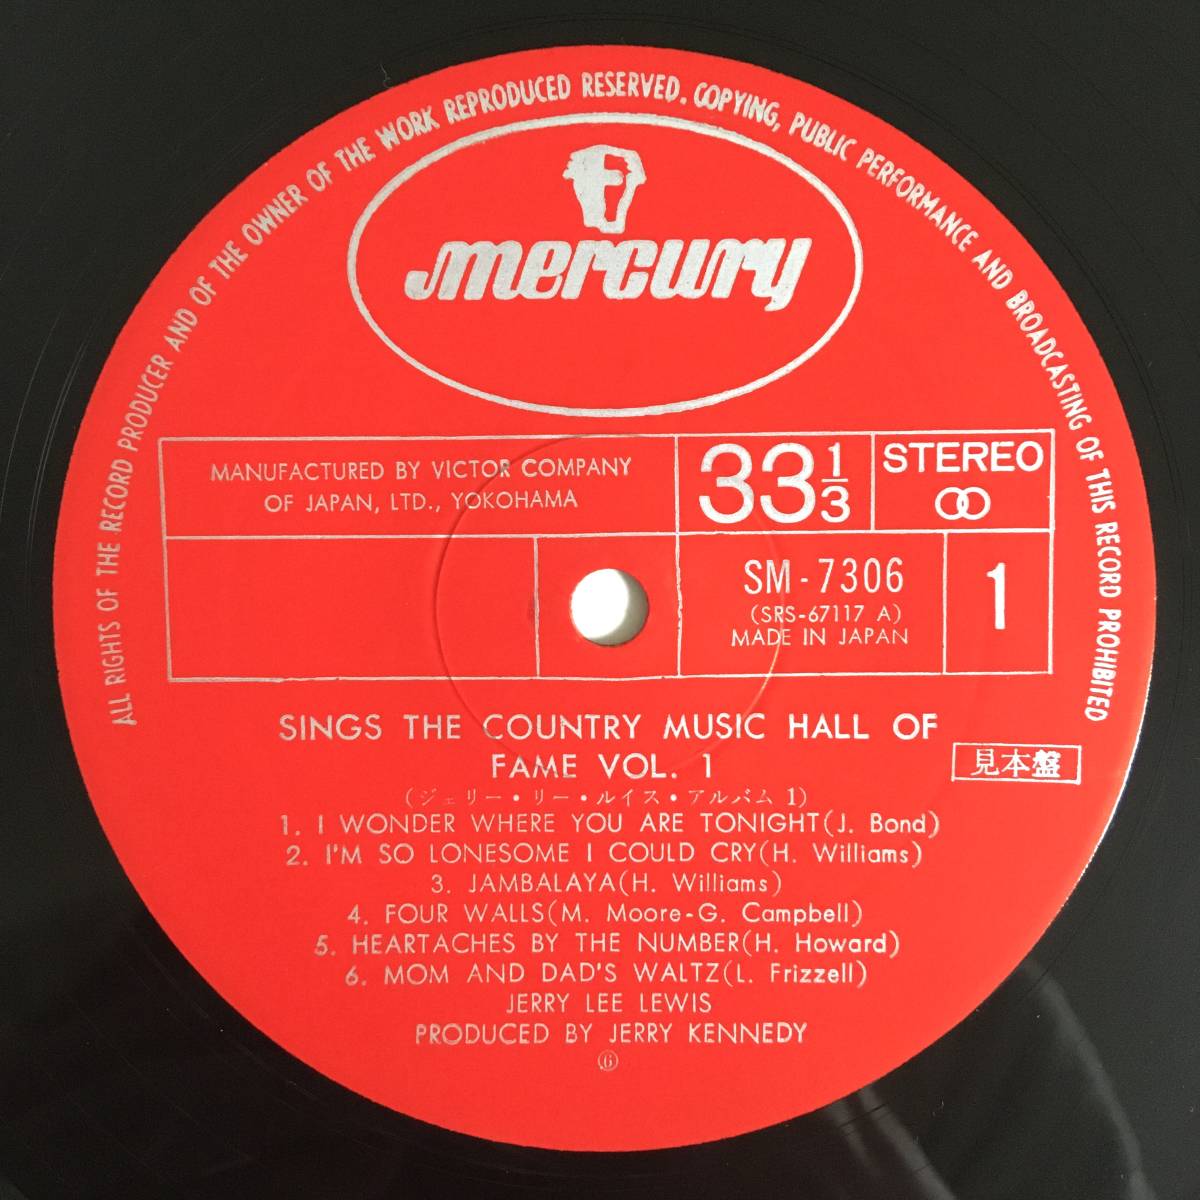 ALL RIGHTS OF THE RECORD PRODUCER AND OF THE OWNER OF THE WORK REPRODUCED RESERVED. COPYING, PUBLIC PERFORMANCE AND BROADCASTING OF THIS RECORD PROHIBITED
mercury
MANUFACTURED BY VICTOR COMPANY
OF JAPAN, LTD., YOKOHAMA
33 1/3
STEREO
SM-7306
(SRS-67117 A)
MADE IN JAPAN
1
SINGS THE COUNTRY MUSIC HALL OF
FAME VOL. 1
見本盤
(ジェリー・リー・ルイス・アルバム 1)
1. I WONDER WHERE YOU ARE TONIGHT(J. Bond)
2. I'M SO LONESOME I COULD CRY(H. Williams)
3. JAMBALAYA(H. Williams)
4. FOUR WALLS(M. Moore-G. Campbell)
5. HEARTACHES BY THE NUMBER(H. Howard)
6. MOM AND DAD'S WALTZ(L. Frizzell)
JERRY LEE LEWIS
PRODUCED BY JERRY KENNEDY
⑥